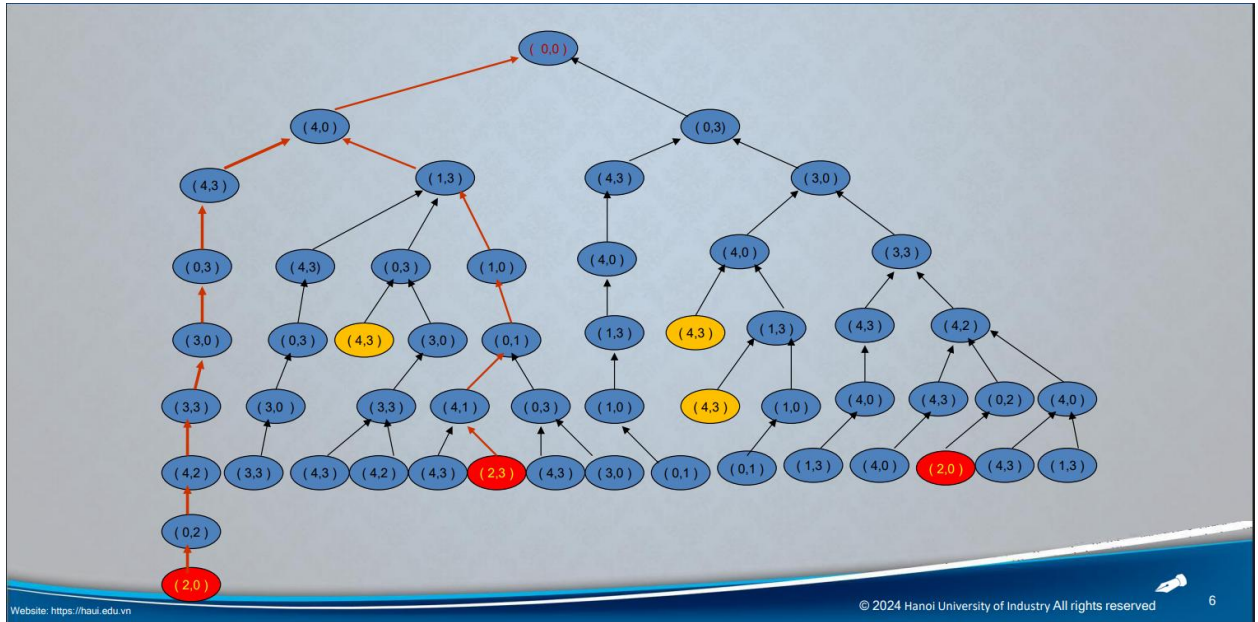 ( 0,0 )
( 4,0 )
( 0,3)
( 4,3 )
( 1,3 )
( 4,3 )
( 3,0 )
( 0,3 )
( 4,3)
( 0,3 )
( 1,0 )
( 4,0 )
( 4,0 )
( 3,3 )
( 3,0 )
( 0,3 )
( 4,3 )
( 3,0 )
( 0,1 )
( 1,3 )
( 4,3 )
( 1,3 )
( 4,3 )
( 4,2 )
( 3,3 )
( 3,0 )
( 3,3 )
( 4,1 )
( 0,3 )
( 1,0 )
( 4,3 )
( 1,0 )
( 4,0 )
( 4,3 )
( 0,2 )
( 4,0 )
( 4,2 )
( 3,3 )
( 4,3 )
( 4,2 )
( 4,3 )
( 2,3 )
( 4,3 )
( 3,0 )
( 0,1 )
( 0,1 )
( 1,3 )
( 4,0 )
( 2,0 )
( 4,3 )
( 1,3 )
( 0,2 )
( 2,0 )
Website: https://haui.edu.vn
© 2024 Hanoi University of Industry All rights reserved
6